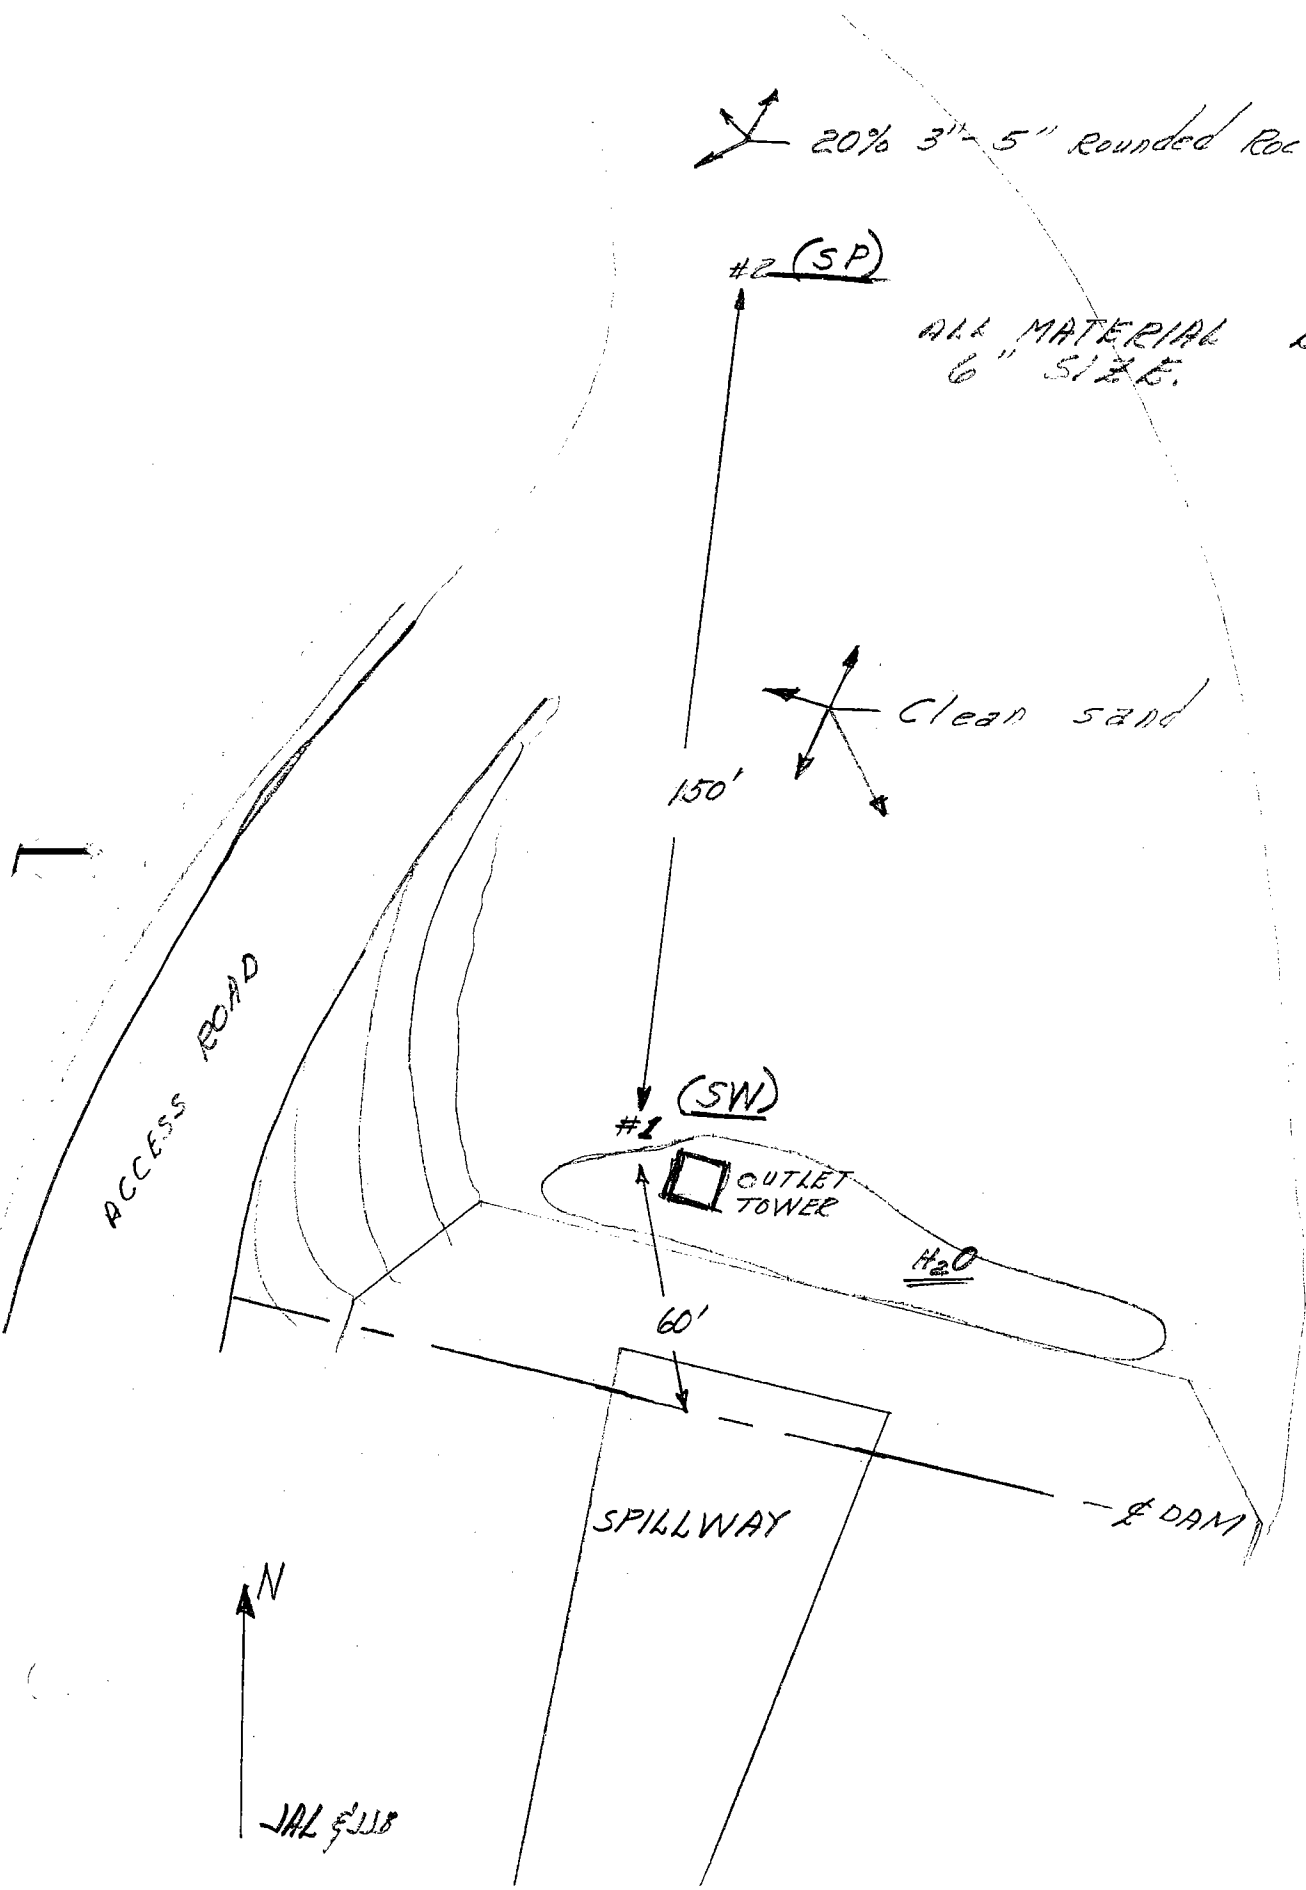 20% 3"-5" Rounded Roc
#2 (SP)
ALL MATERIAL
6" SIZE.
Clean sand
150'
ACCESS ROAD
(SW)
#1
OUTLET
TOWER
H₂O
60'
SPILLWAY
℄ DAM
N
JAL & JJB